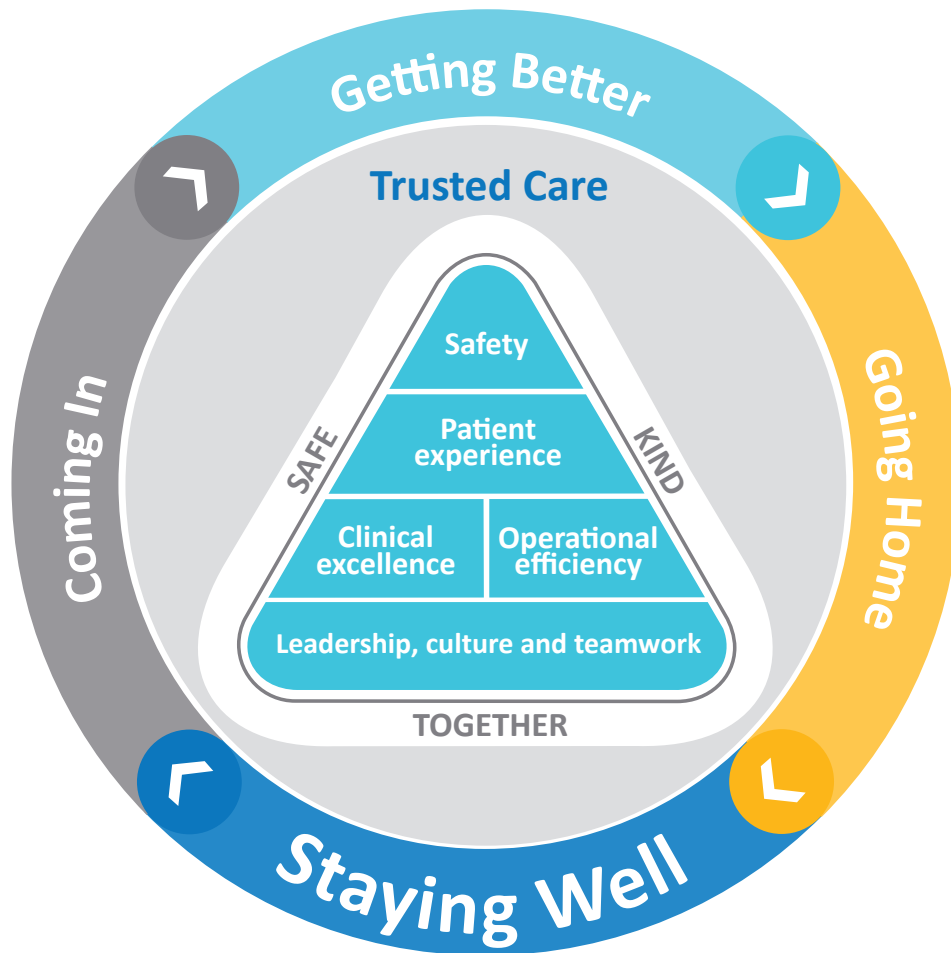 Getting Better
Trusted Care
Safety
Patient
experience
SAFE
KIND
Clinical
excellence
Operational
efficiency
Leadership, culture and teamwork
TOGETHER
Coming In
Going Home
Staying Well